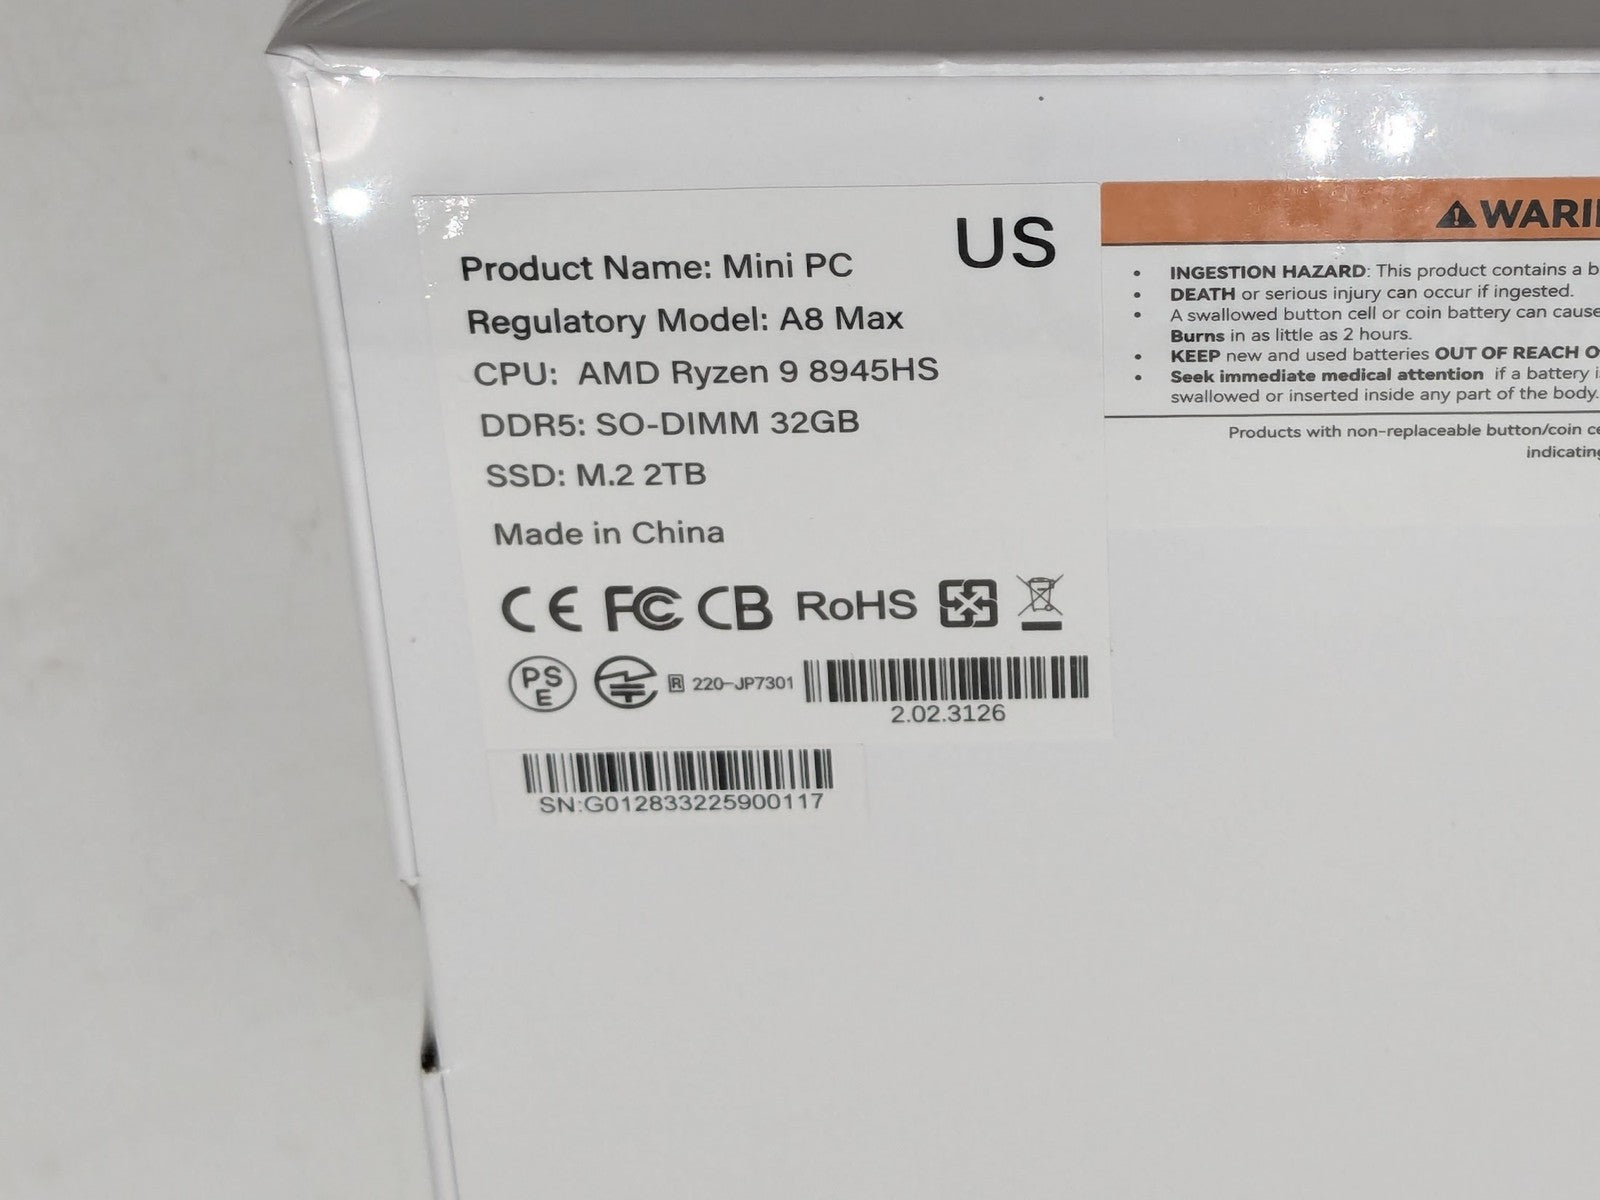 US
Product Name: Mini PC
Regulatory Model: A8 Max
CPU: AMD Ryzen 9 8945HS
DDR5: SO-DIMM 32GB
SSD: M.2 2TB
Made in China
CE FC CB RoHS
PSE
R 220-JP7301
2.02.3126
SN:G012833225900117
WARI
• INGESTION HAZARD: This product contains a b
• DEATH or serious injury can occur if ingested.
• A swallowed button cell or coin battery can cause
Burns in as little as 2 hours.
• KEEP new and used batteries OUT OF REACH O
• Seek immediate medical attention if a battery i
swallowed or inserted inside any part of the body.
Products with non-replaceable button/coin ce
indicating